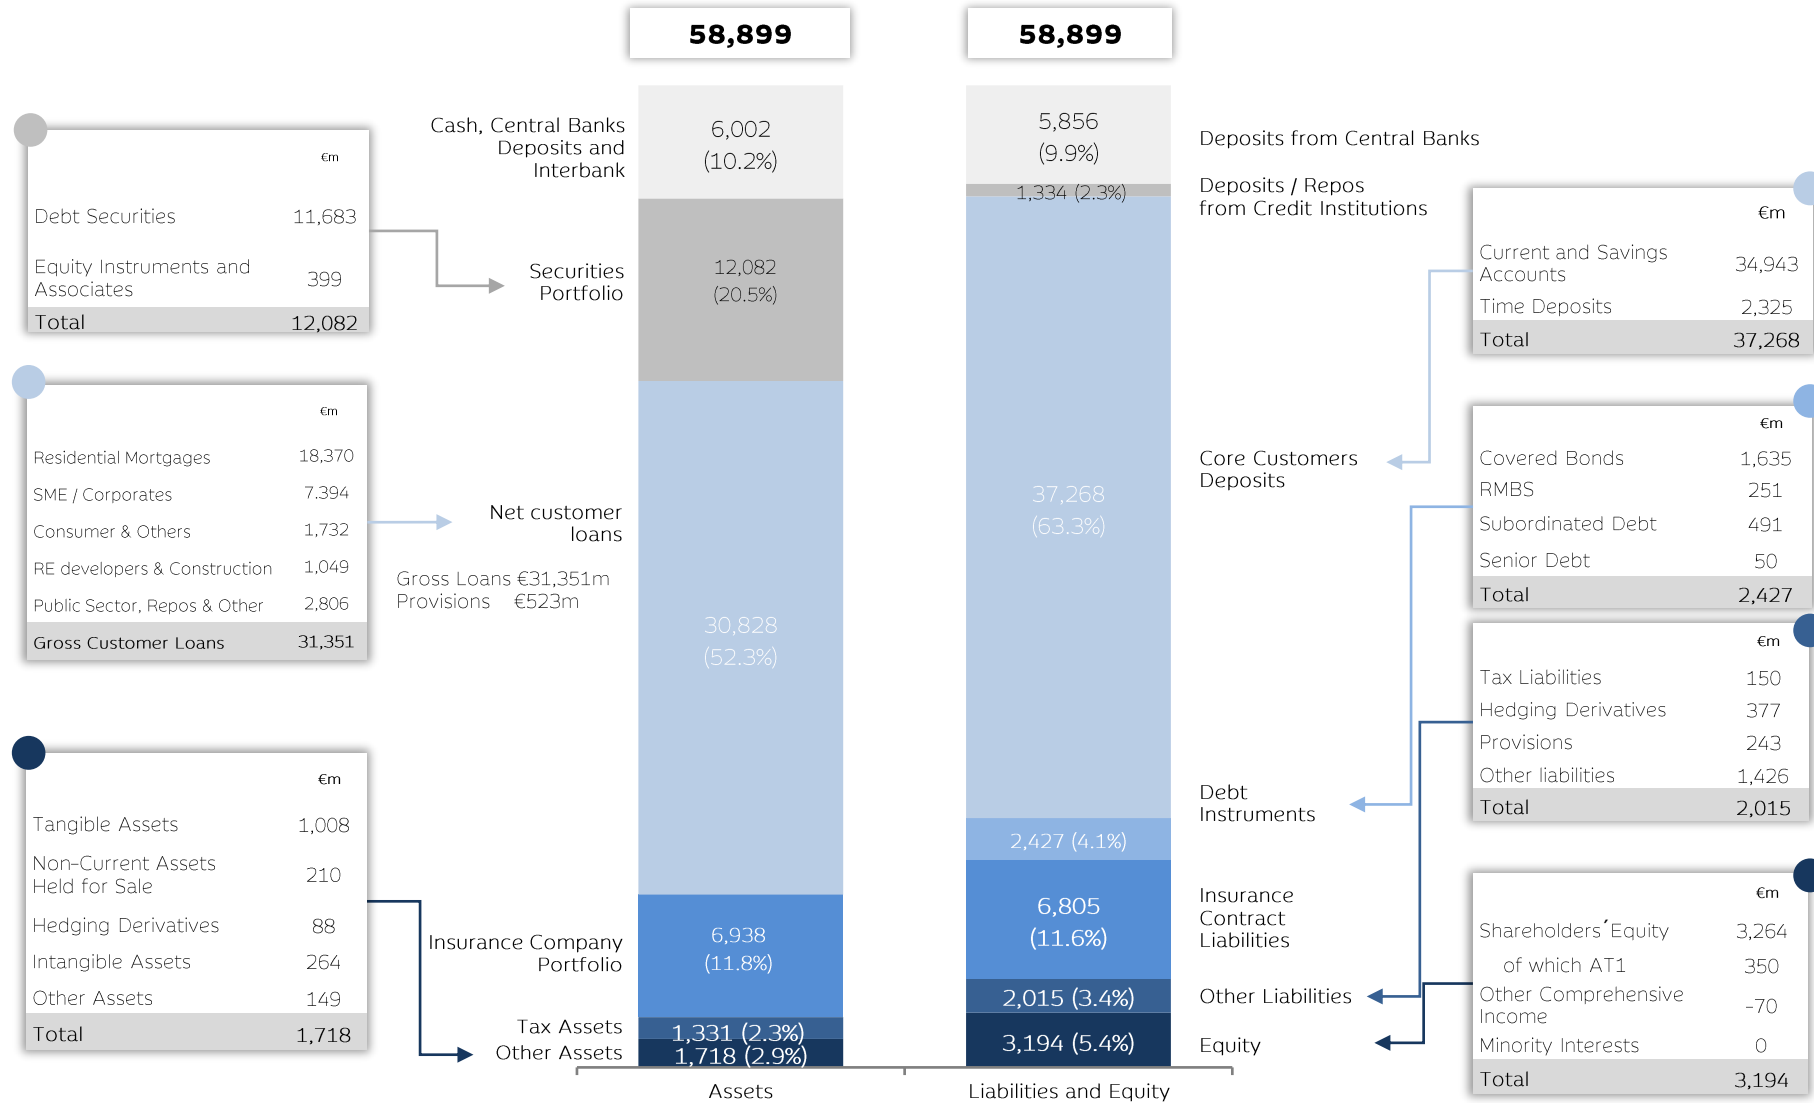 58,899
58,899
€m
Debt Securities 11,683
Equity Instruments and
Associates 399
Total 12,082
€m
Residential Mortgages 18,370
SME / Corporates 7.394
Consumer & Others 1,732
RE developers & Construction 1,049
Public Sector, Repos & Other 2,806
Gross Customer Loans 31,351
€m
Tangible Assets 1,008
Non-Current Assets
Held for Sale 210
Hedging Derivatives 88
Intangible Assets 264
Other Assets 149
Total 1,718
Cash, Central Banks
Deposits and
Interbank
Securities
Portfolio
Net customer
loans
Gross Loans €31,351m
Provisions €523m
Insurance Company
Portfolio
Tax Assets
Other Assets
6,002
(10.2%)
12,082
(20.5%)
30,828
(52.3%)
6,938
(11.8%)
1,331 (2.3%)
1,718 (2.9%)
Assets
5,856
(9.9%)
1,334 (2.3%)
37,268
(63.3%)
2,427 (4.1%)
6,805
(11.6%)
2,015 (3.4%)
3,194 (5.4%)
Liabilities and Equity
Deposits from Central Banks
Deposits / Repos
from Credit Institutions
Core Customers
Deposits
Debt
Instruments
Insurance
Contract
Liabilities
Other Liabilities
Equity
€m
Current and Savings
Accounts 34,943
Time Deposits 2,325
Total 37,268
€m
Covered Bonds 1,635
RMBS 251
Subordinated Debt 491
Senior Debt 50
Total 2,427
€m
Tax Liabilities 150
Hedging Derivatives 377
Provisions 243
Other liabilities 1,426
Total 2,015
€m
Shareholders´Equity 3,264
of which AT1 350
Other Comprehensive
Income -70
Minority Interests 0
Total 3,194